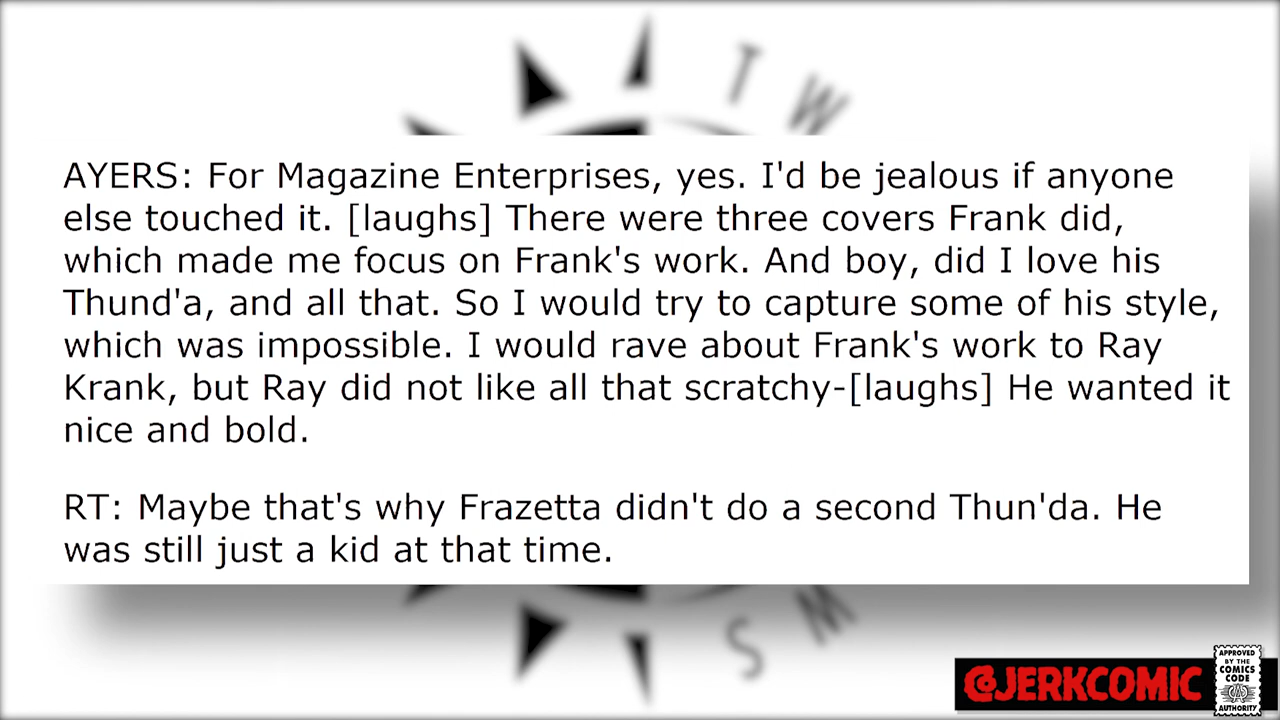 T W
AYERS: For Magazine Enterprises, yes. I'd be jealous if anyone
else touched it. [laughs] There were three covers Frank did,
which made me focus on Frank's work. And boy, did I love his
Thund'a, and all that. So I would try to capture some of his style,
which was impossible. I would rave about Frank's work to Ray
Krank, but Ray did not like all that scratchy-[laughs] He wanted it
nice and bold.
RT: Maybe that's why Frazetta didn't do a second Thun'da. He
was still just a kid at that time.
S M
@JERKCOMIC
APPROVED
BY THE
COMICS
CODE
AUTHORITY